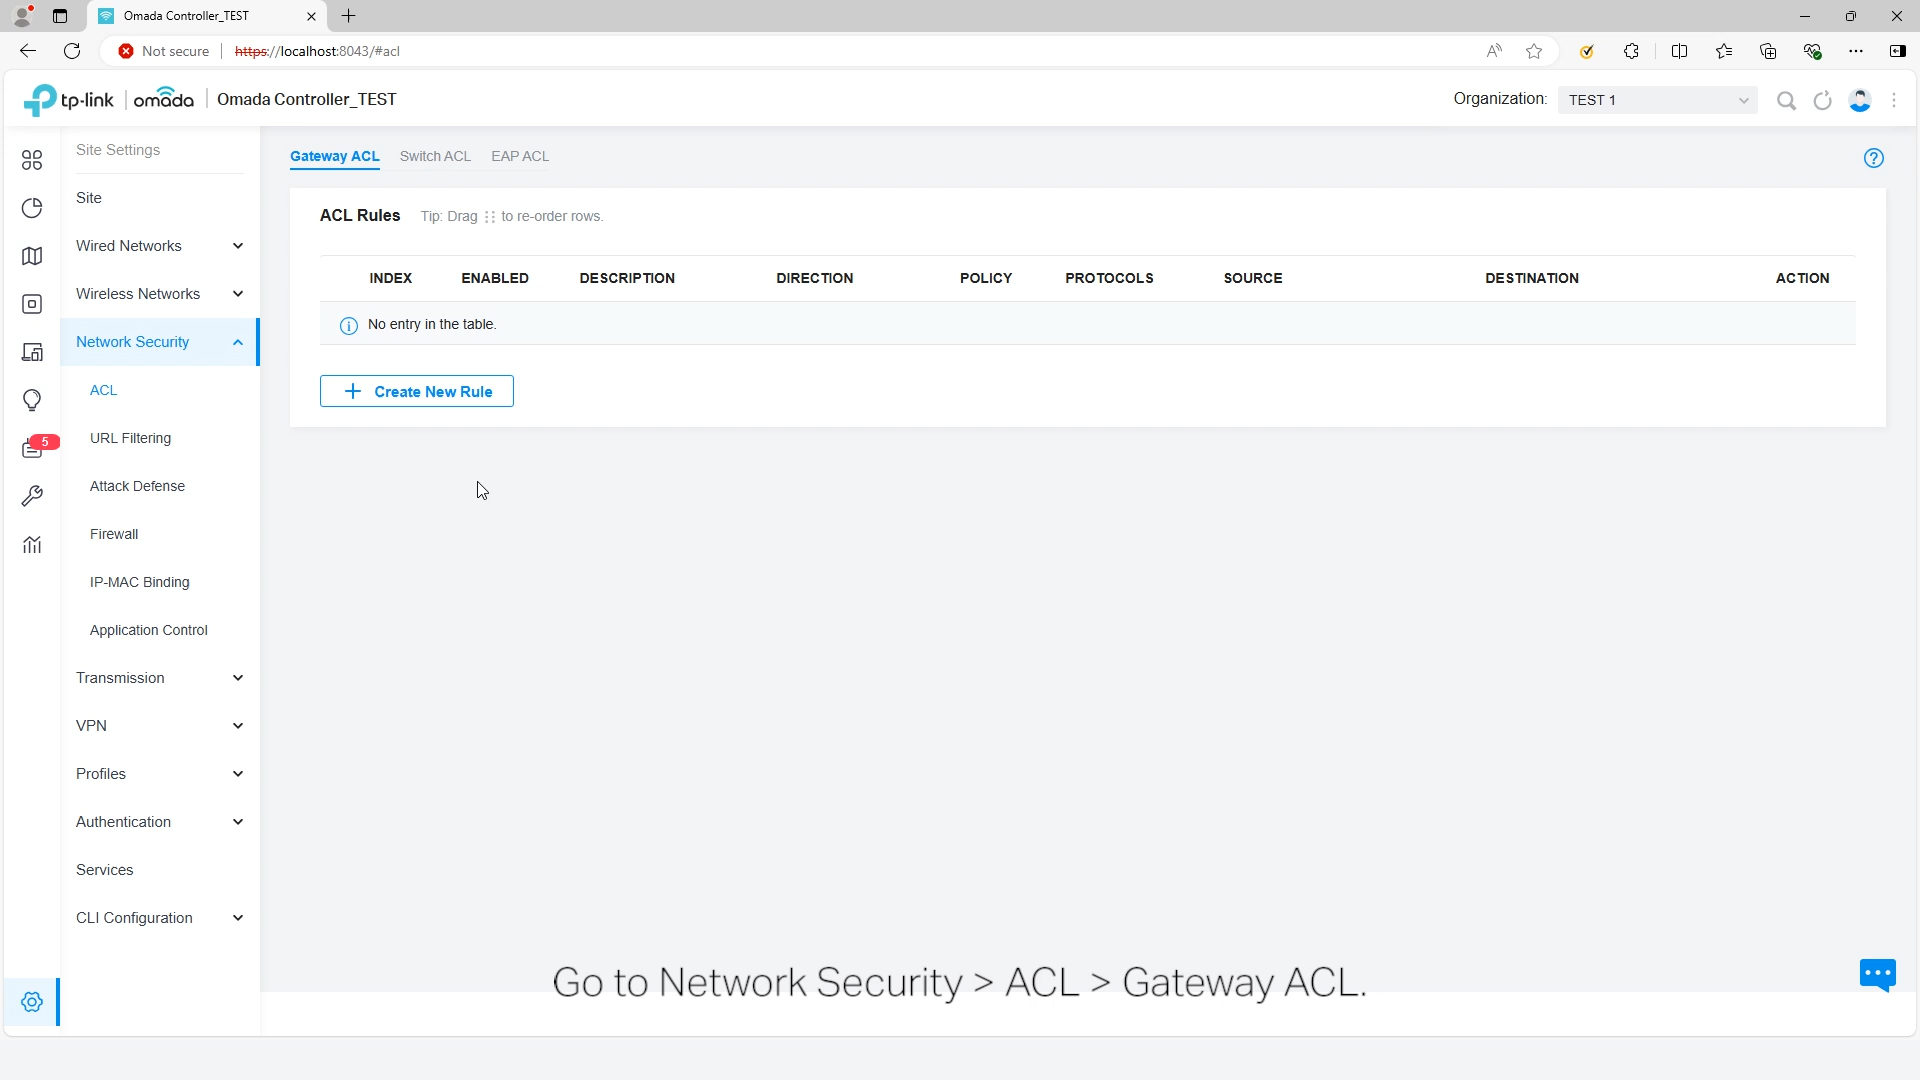 Omada Controller_TEST
Not secure
https://localhost:8043/#acl
tp-link
omada
Omada Controller_TEST
Organization:
TEST 1
Site Settings
Site
Wired Networks
Wireless Networks
Network Security
ACL
URL Filtering
Attack Defense
Firewall
IP-MAC Binding
Application Control
Transmission
VPN
Profiles
Authentication
Services
CLI Configuration
5
Gateway ACL
Switch ACL
EAP ACL
ACL Rules
Tip: Drag to re-order rows.
INDEX ENABLED DESCRIPTION DIRECTION POLICY PROTOCOLS SOURCE DESTINATION ACTION
No entry in the table.
Create New Rule
Go to Network Security > ACL > Gateway ACL.